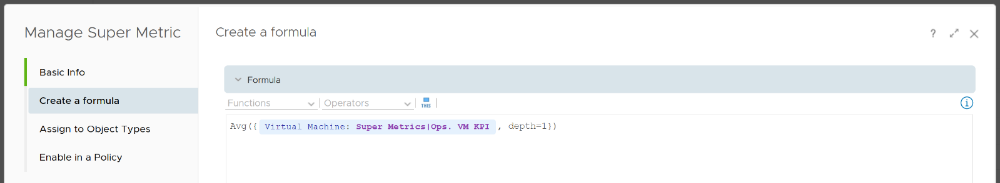 Manage Super Metric
Basic Info
Create a formula
Assign to Object Types
Enable in a Policy
Create a formula
?
Formula
Functions
Operators
THIS
i
Avg({ Virtual Machine: Super Metrics|Ops. VM KPI , depth=1})